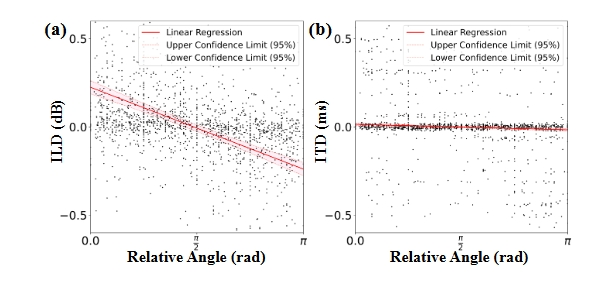 (a)
0.5
0.0
−0.5
ILD (dB)
Linear Regression
Upper Confidence Limit (95%)
Lower Confidence Limit (95%)
0.0
π/2
π
Relative Angle (rad)
(b)
0.5
0.0
−0.5
ITD (ms)
Linear Regression
Upper Confidence Limit (95%)
Lower Confidence Limit (95%)
0.0
π/2
π
Relative Angle (rad)